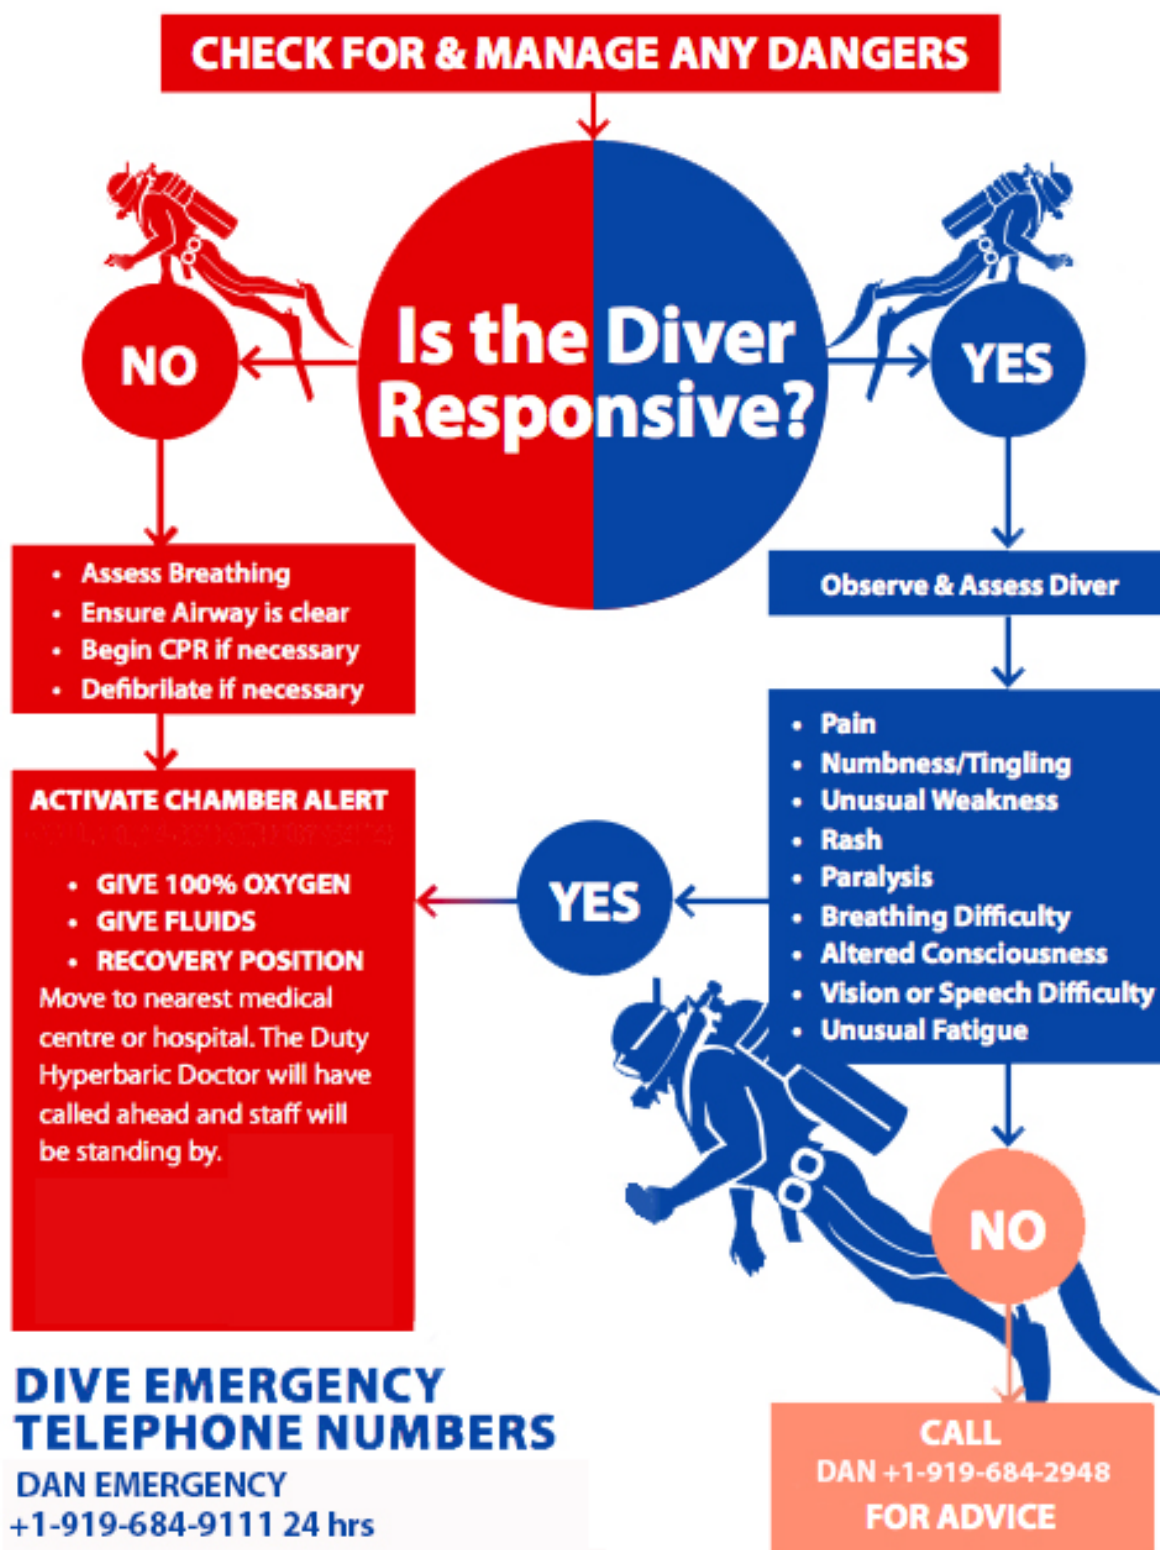 CHECK FOR & MANAGE ANY DANGERS
Is the Diver
Responsive?
NO
YES
• Assess Breathing
• Ensure Airway is clear
• Begin CPR if necessary
• Defibrilate if necessary
Observe & Assess Diver
• Pain
• Numbness/Tingling
• Unusual Weakness
• Rash
• Paralysis
• Breathing Difficulty
• Altered Consciousness
• Vision or Speech Difficulty
• Unusual Fatigue
YES
ACTIVATE CHAMBER ALERT
• GIVE 100% OXYGEN
• GIVE FLUIDS
• RECOVERY POSITION
Move to nearest medical
centre or hospital. The Duty
Hyperbaric Doctor will have
called ahead and staff will
be standing by.
NO
CALL
DAN +1-919-684-2948
FOR ADVICE
DIVE EMERGENCY
TELEPHONE NUMBERS
DAN EMERGENCY
+1-919-684-9111 24 hrs